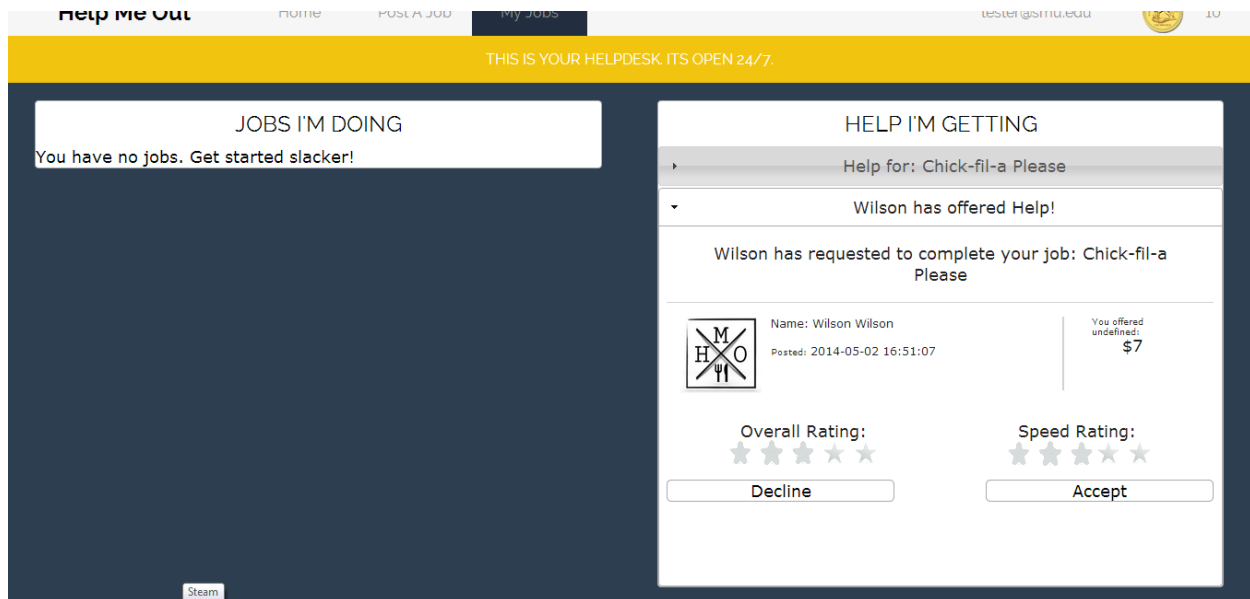 Help Me Out Home Post A Job My Jobs tester@smu.edu 10
THIS IS YOUR HELPDESK. ITS OPEN 24/7.
JOBS I'M DOING
You have no jobs. Get started slacker!
HELP I'M GETTING
Help for: Chick-fil-a Please
Wilson has offered Help!
Wilson has requested to complete your job: Chick-fil-a
Please
Name: Wilson Wilson
Posted: 2014-05-02 16:51:07
You offered
undefined:
$7
M
H O
Overall Rating:
Speed Rating:
Decline
Accept
Steam